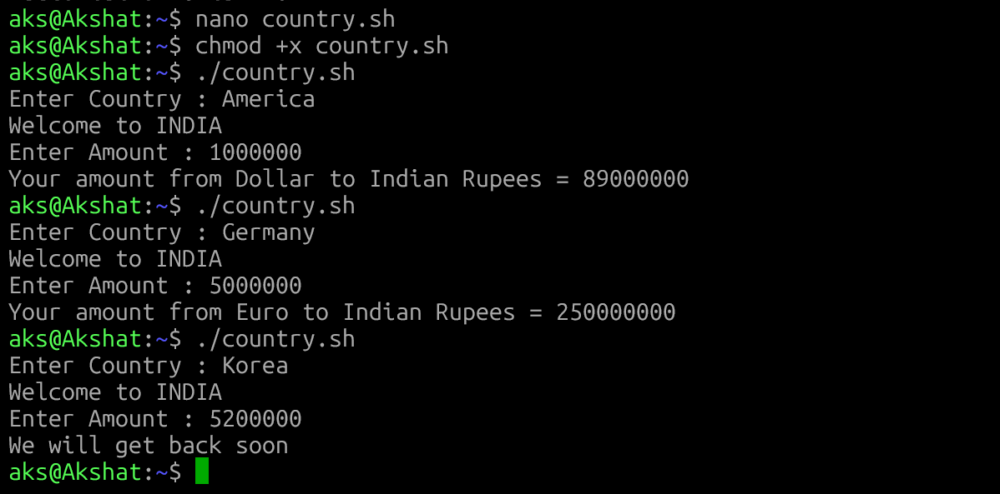 aks@Akshat:~$ nano country.sh
aks@Akshat:~$ chmod +x country.sh
aks@Akshat:~$ ./country.sh
Enter Country : America
Welcome to INDIA
Enter Amount : 1000000
Your amount from Dollar to Indian Rupees = 89000000
aks@Akshat:~$ ./country.sh
Enter Country : Germany
Welcome to INDIA
Enter Amount : 5000000
Your amount from Euro to Indian Rupees = 250000000
aks@Akshat:~$ ./country.sh
Enter Country : Korea
Welcome to INDIA
Enter Amount : 5200000
We will get back soon
aks@Akshat:~$